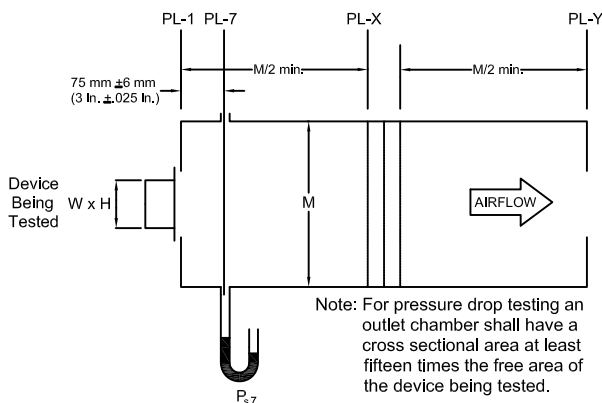 PL-1 PL-7 PL-X PL-Y
M/2 min. M/2 min.
75 mm ±6 mm
(3 In. ±.025 In.)
Device
Being
Tested
W x H
M
AIRFLOW
Note: For pressure drop testing an
outlet chamber shall have a
cross sectional area at least
fifteen times the free area of
the device being tested.
Ps7